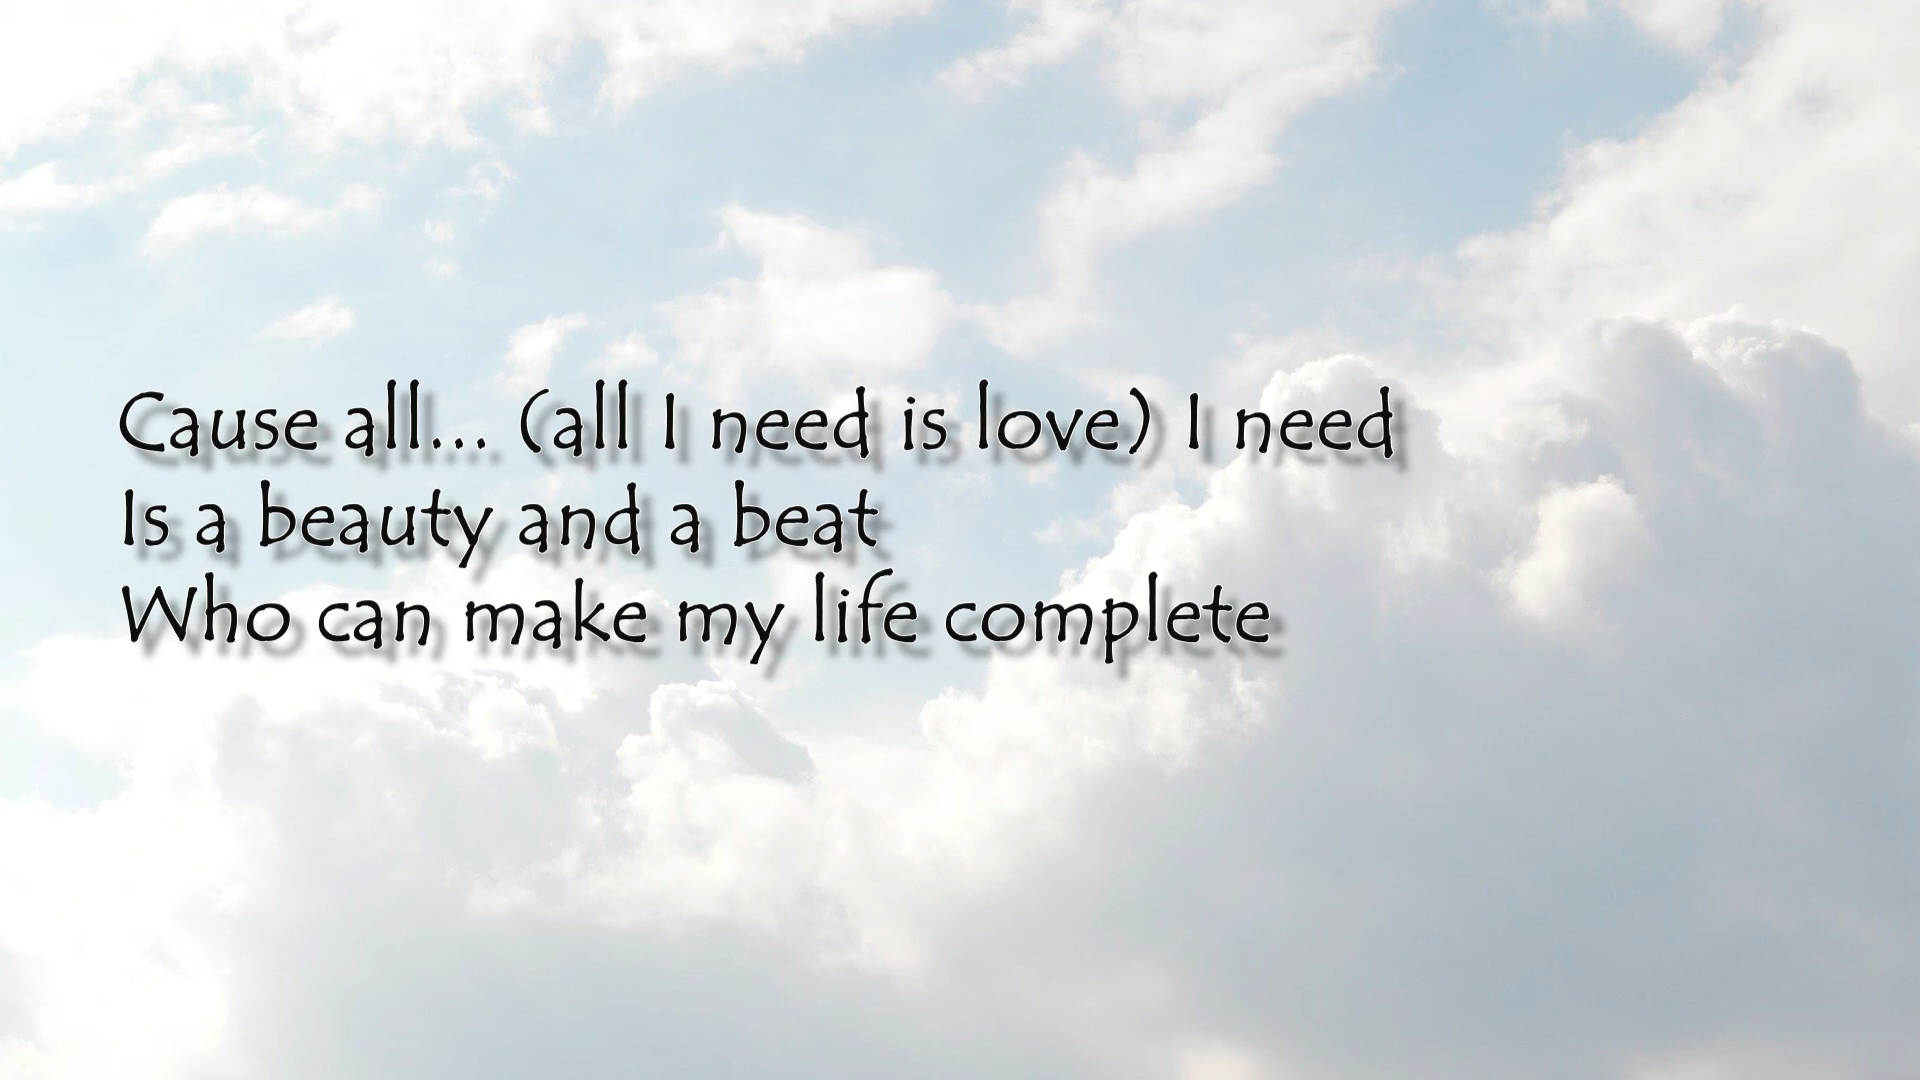 Cause all... (all I need is love) I need
Is a beauty and a beat
Who can make my life complete